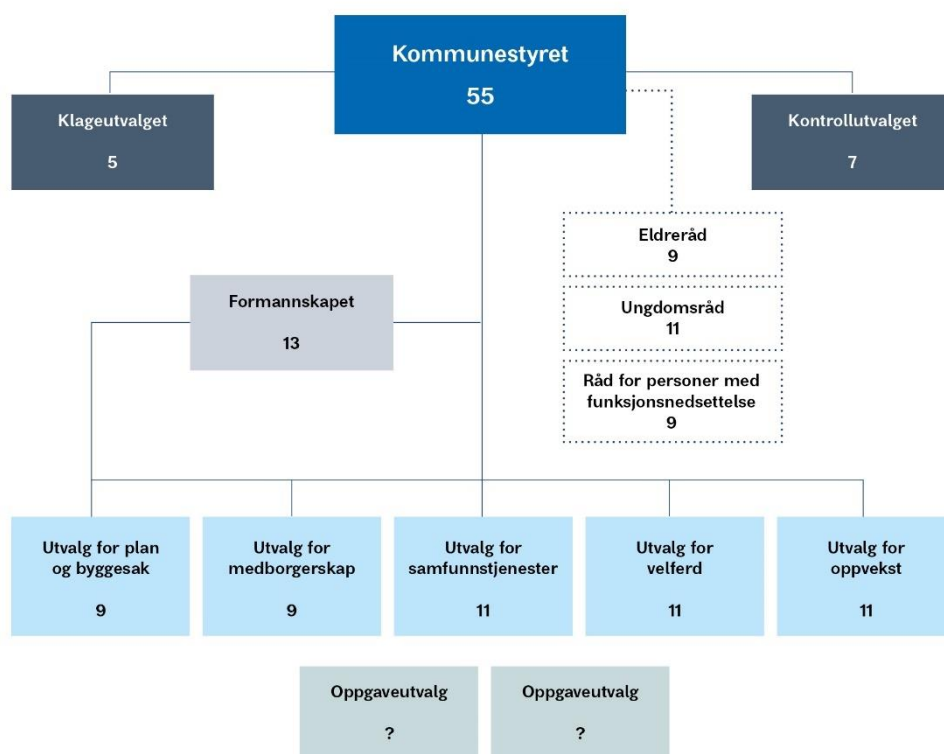 Kommunestyret
55
Klageutvalget
5
Kontrollutvalget
7
Eldreråd
9
Ungdomsråd
11
Råd for personer med
funksjonsnedsettelse
9
Formannskapet
13
Utvalg for plan
og byggesak
9
Utvalg for
medborgerskap
9
Utvalg for
samfunnstjenester
11
Utvalg for
velferd
11
Utvalg for
oppvekst
11
Oppgaveutvalg
?
Oppgaveutvalg
?